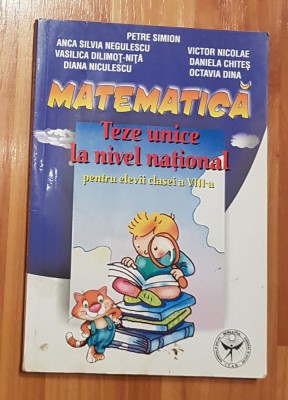 PETRE SIMION
ANCA SILVIA NEGULESCU VICTOR NICOLAE
VASILICA DILIMOȚ-NIȚĂ DANIELA CHITEȘ
DIANA NICULESCU OCTAVIA DINA
MATEMATICĂ
Teze unice
la nivel național
pentru elevii clasei a VIII-a